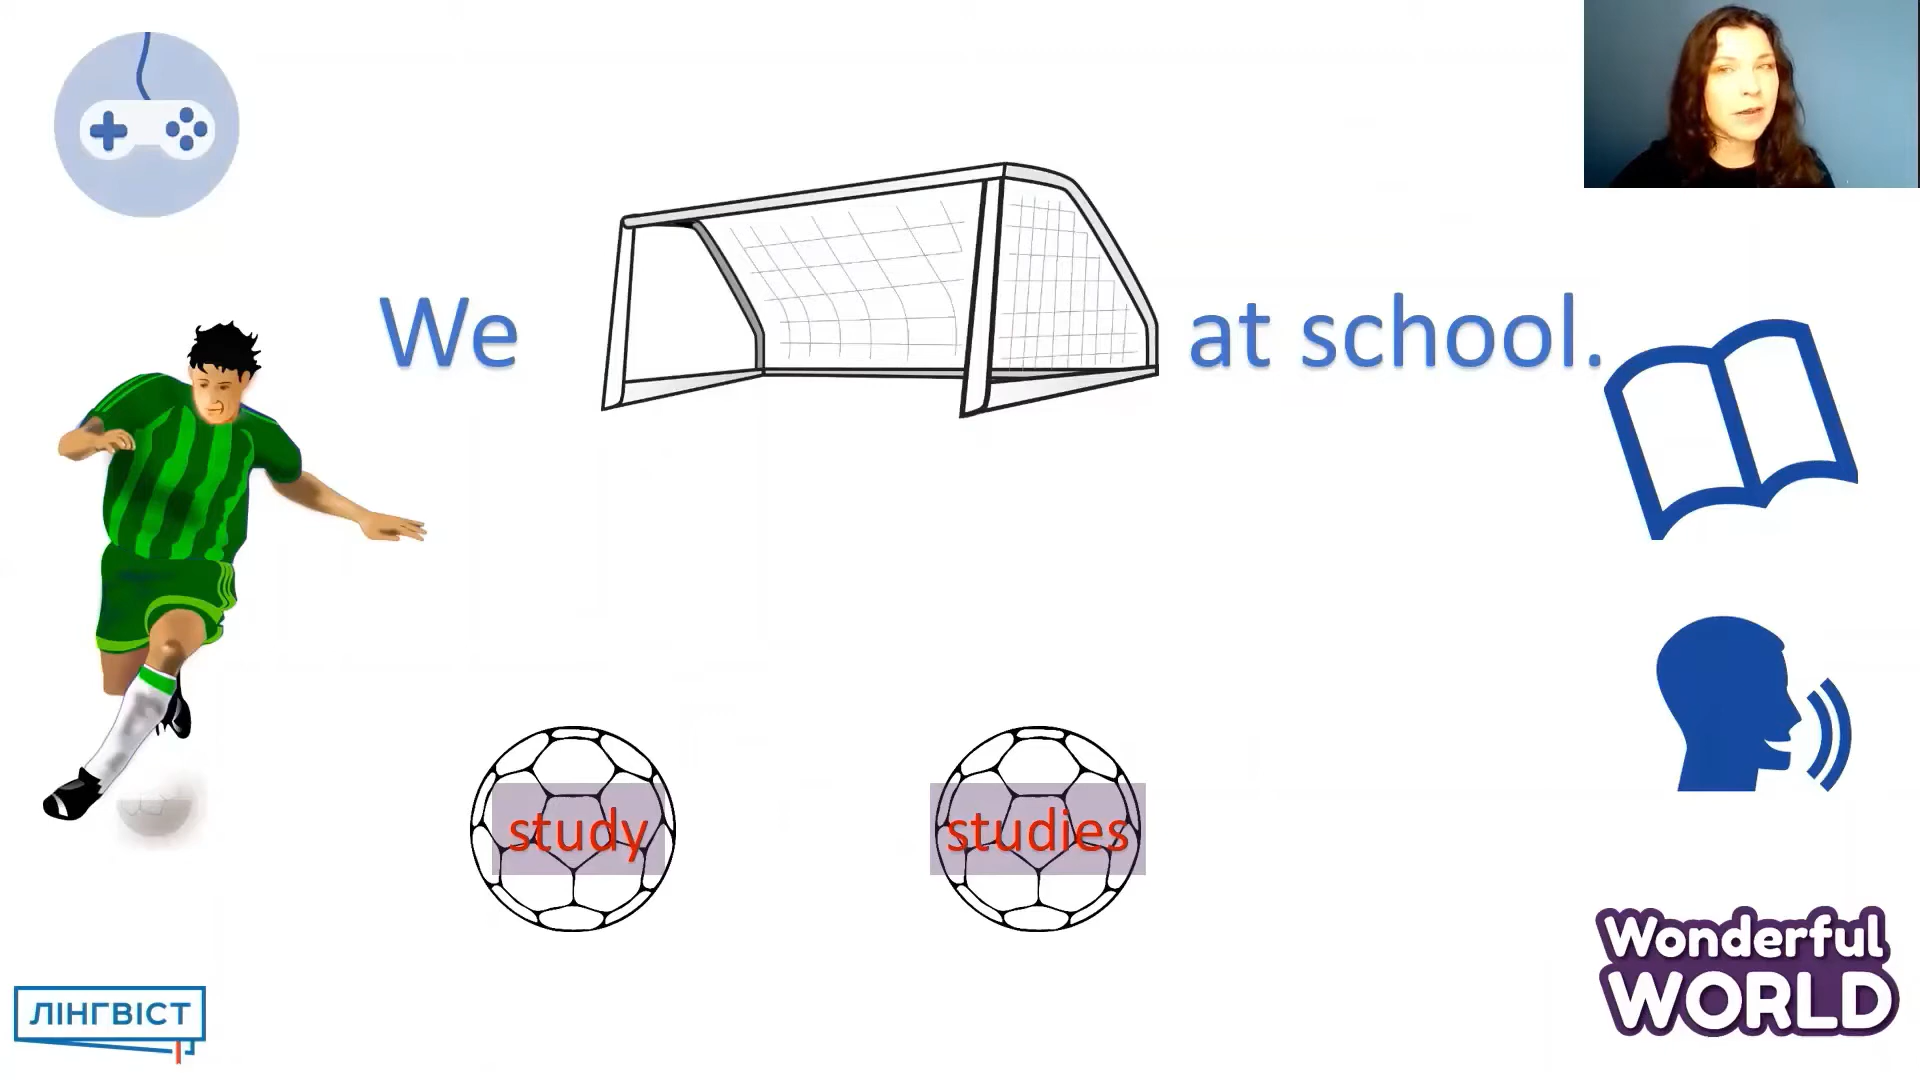 We at school.
study studies
ЛІНГВІСТ
Wonderful
WORLD